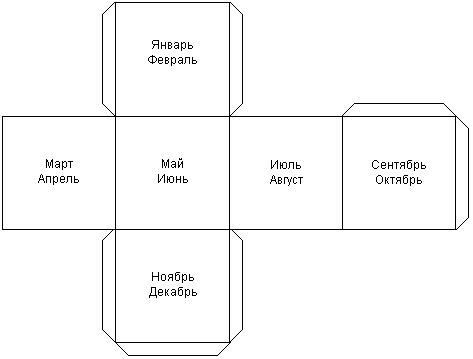 Январь
Февраль
Март
Апрель
Май
Июнь
Июль
Август
Сентябрь
Октябрь
Ноябрь
Декабрь